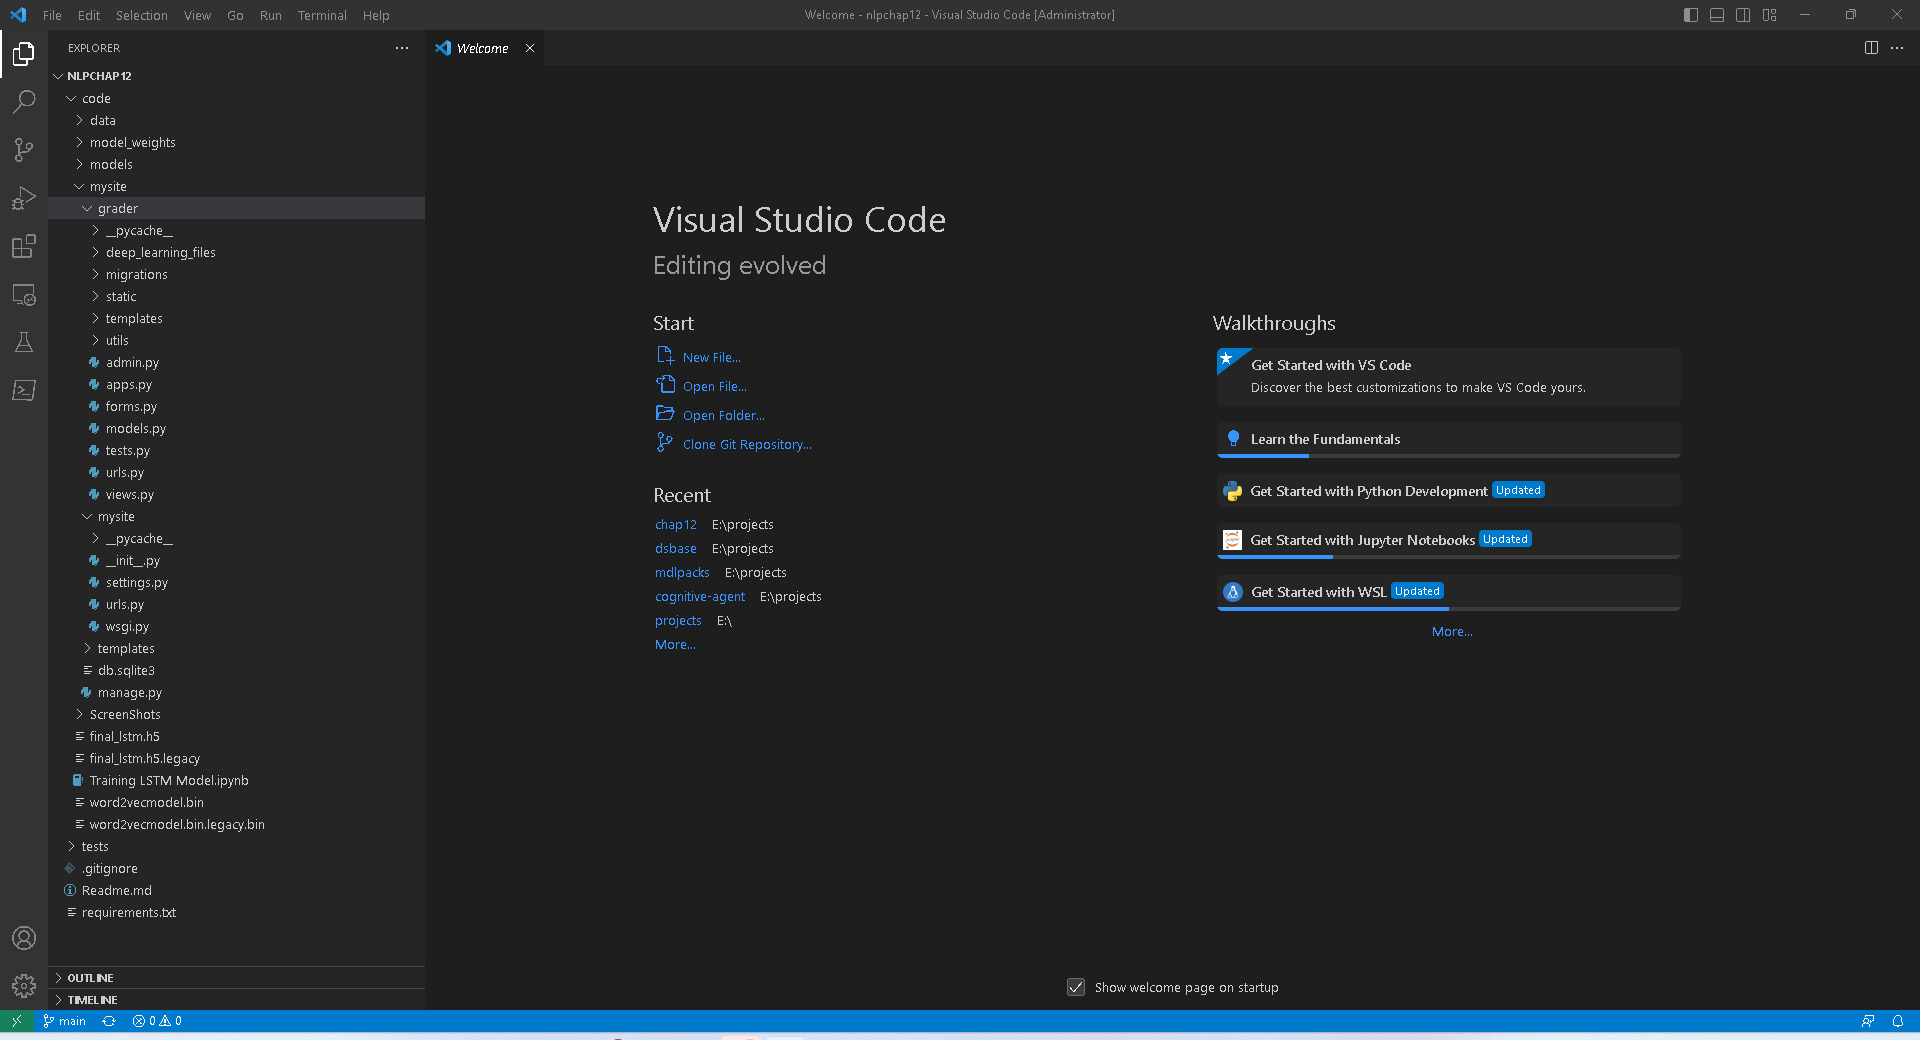 File Edit Selection View Go Run Terminal Help
Welcome - nlpchap12 - Visual Studio Code [Administrator]
EXPLORER
Welcome
NLPCHAP12
code
data
model_weights
models
mysite
grader
__pycache__
deep_learning_files
migrations
static
templates
utils
admin.py
apps.py
forms.py
models.py
tests.py
urls.py
views.py
mysite
__pycache__
__init__.py
settings.py
urls.py
wsgi.py
templates
db.sqlite3
manage.py
ScreenShots
final_lstm.h5
final_lstm.h5.legacy
Training LSTM Model.ipynb
word2vecmodel.bin
word2vecmodel.bin.legacy.bin
tests
.gitignore
Readme.md
requirements.txt
OUTLINE
TIMELINE
Visual Studio Code
Editing evolved
Start
New File...
Open File...
Open Folder...
Clone Git Repository...
Recent
chap12 E:\projects
dsbase E:\projects
mdlpacks E:\projects
cognitive-agent E:\projects
projects E:\
More...
Walkthroughs
Get Started with VS Code
Discover the best customizations to make VS Code yours.
Learn the Fundamentals
Get Started with Python Development Updated
Get Started with Jupyter Notebooks Updated
Get Started with WSL Updated
More...
Show welcome page on startup
main 0 0